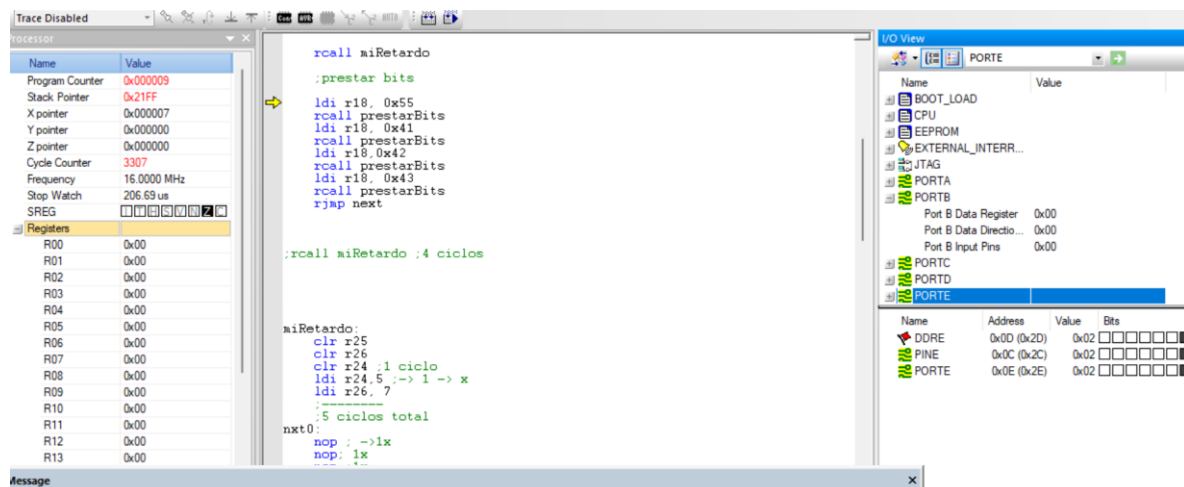 Trace Disabled
Processor
Name Value
Program Counter 0x000009
Stack Pointer 0x21FF
X pointer 0x000007
Y pointer 0x000000
Z pointer 0x000000
Cycle Counter 3307
Frequency 16.0000 MHz
Stop Watch 206.69 us
SREG I T H S V N Z C
Registers
R00 0x00
R01 0x00
R02 0x00
R03 0x00
R04 0x00
R05 0x00
R06 0x00
R07 0x00
R08 0x00
R09 0x00
R10 0x00
R11 0x00
R12 0x00
R13 0x00
rcall miRetardo
;prestar bits
ldi r18, 0x55
rcall prestarBits
ldi r18, 0x41
rcall prestarBits
ldi r18,0x42
rcall prestarBits
ldi r18, 0x43
rcall prestarBits
rjmp next
;rcall miRetardo ;4 ciclos
miRetardo:
clr r25
clr r26
clr r24 ;1 ciclo
ldi r24,5 ;-> 1 -> x
ldi r26, 7
;--------
;5 ciclos total
nxt0:
nop ; ->1x
nop; 1x
I/O View
PORTE
Name Value
BOOT_LOAD
CPU
EEPROM
EXTERNAL_INTERR...
JTAG
PORTA
PORTB
Port B Data Register 0x00
Port B Data Directio... 0x00
Port B Input Pins 0x00
PORTC
PORTD
PORTE
Name Address Value Bits
DDRE 0x0D (0x2D) 0x02
PINE 0x0C (0x2C) 0x02
PORTE 0x0E (0x2E) 0x02
Message